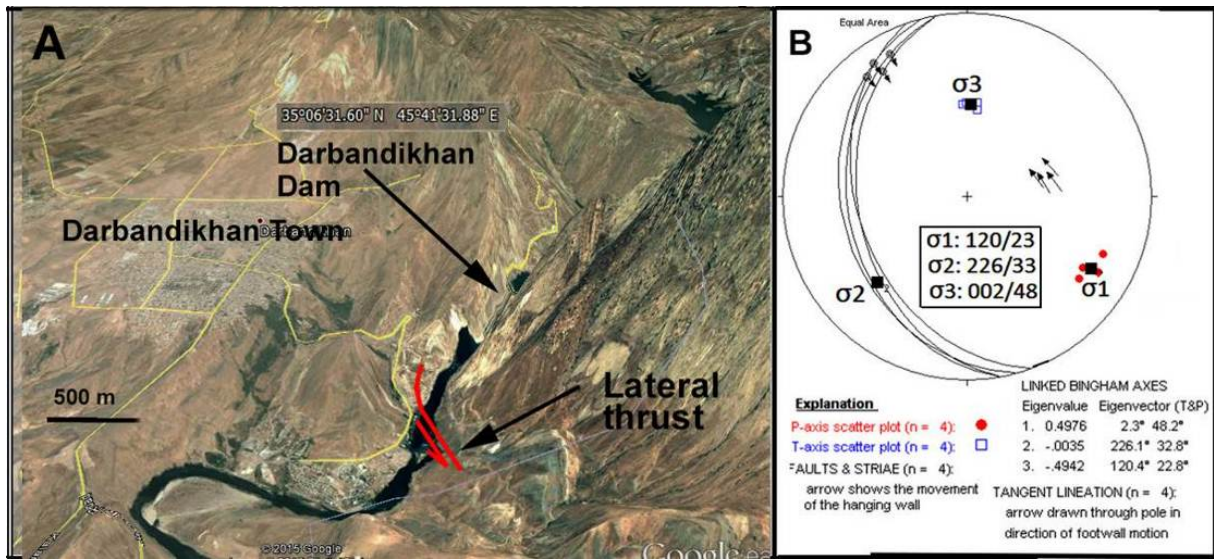 A
35°06'31.60" N 45°41'31.88" E
Darbandikhan
Dam
Darbandikhan Town
Darbandikhan
500 m
Lateral
thrust
© 2015 Google
Google ea
B
Equal Area
σ3
σ1: 120/23
σ2: 226/33
σ3: 002/48
σ2
2
σ1
Explanation
P-axis scatter plot (n = 4):
T-axis scatter plot (n = 4):
FAULTS & STRIAE (n = 4):
arrow shows the movement
of the hanging wall
LINKED BINGHAM AXES
Eigenvalue Eigenvector (T&P)
1. 0.4976 2.3° 48.2°
2. -.0035 226.1° 32.8°
3. -.4942 120.4° 22.8°
TANGENT LINEATION (n = 4):
arrow drawn through pole in
direction of footwall motion